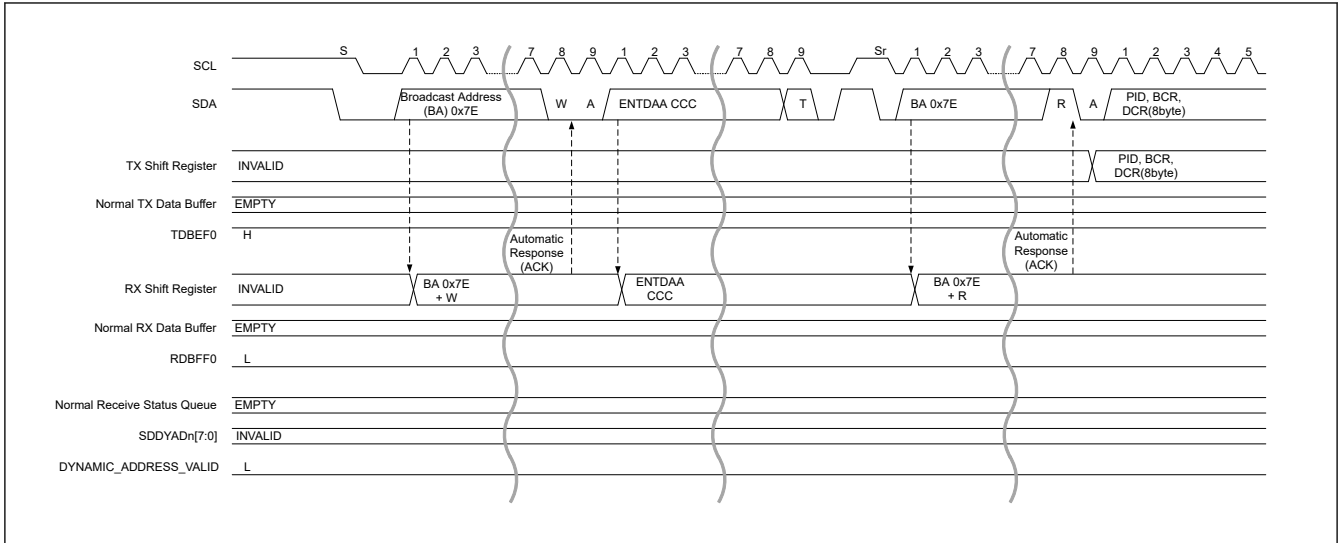 S 1 2 3 7 8 9 1 2 3 7 8 9 Sr 1 2 3 7 8 9 1 2 3 4 5
SCL
SDA
Broadcast Address
(BA) 0x7E
W A ENTDAA CCC T BA 0x7E R A
PID, BCR,
DCR(8byte)
TX Shift Register INVALID
PID, BCR,
DCR(8byte)
Normal TX Data Buffer EMPTY
TDBEF0 H
Automatic
Response
(ACK)
Automatic
Response
(ACK)
RX Shift Register INVALID
BA 0x7E
+ W
ENTDAA
CCC
BA 0x7E
+ R
Normal RX Data Buffer EMPTY
RDBFF0 L
Normal Receive Status Queue EMPTY
SDDYADn[7:0] INVALID
DYNAMIC_ADDRESS_VALID L